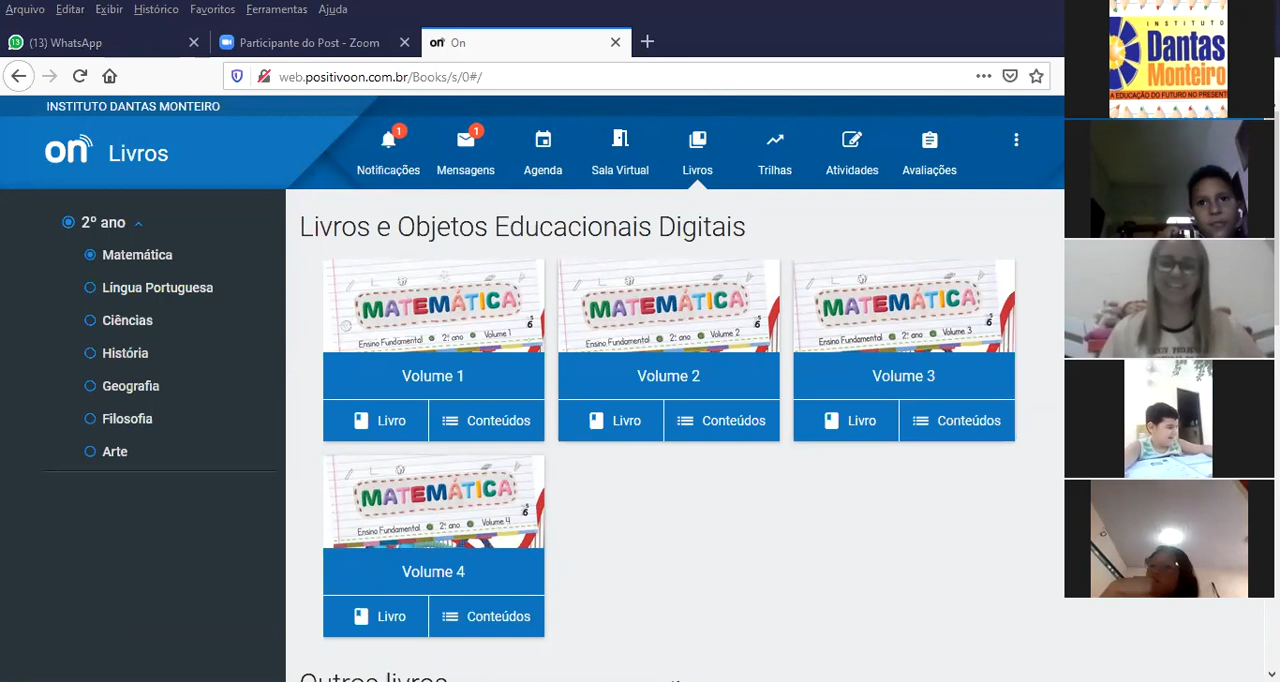 Arquivo Editar Exibir Histórico Favoritos Ferramentas Ajuda
(13) WhatsApp
Participante do Post - Zoom
on On
web.positivoon.com.br/Books/s/0#/
INSTITUTO DANTAS MONTEIRO
on Livros
1
1
Notificações Mensagens Agenda Sala Virtual Livros Trilhas Atividades Avaliações
2º ano
Matemática
Língua Portuguesa
Ciências
História
Geografia
Filosofia
Arte
Livros e Objetos Educacionais Digitais
MATEMÁTICA
Ensino Fundamental 2º ano Volume 1
Volume 1
Livro Conteúdos
MATEMÁTICA
Ensino Fundamental 2º ano Volume 2
Volume 2
Livro Conteúdos
MATEMÁTICA
Ensino Fundamental 2º ano Volume 3
Volume 3
Livro Conteúdos
MATEMÁTICA
Ensino Fundamental 2º ano Volume 4
Volume 4
Livro Conteúdos
Outros livros
INSTITUTO
Dantas
Monteiro
A EDUCAÇÃO DO FUTURO NO PRESENT